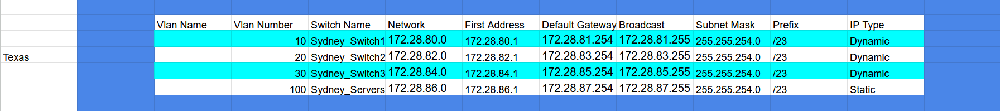 Vlan Name Vlan Number Switch Name Network First Address Default Gateway Broadcast Subnet Mask Prefix IP Type
10 Sydney_Switch1 172.28.80.0 172.28.80.1 172.28.81.254 172.28.81.255 255.255.254.0 /23 Dynamic
Texas 20 Sydney_Switch2 172.28.82.0 172.28.82.1 172.28.83.254 172.28.83.255 255.255.254.0 /23 Dynamic
30 Sydney_Switch3 172.28.84.0 172.28.84.1 172.28.85.254 172.28.85.255 255.255.254.0 /23 Dynamic
100 Sydney_Servers 172.28.86.0 172.28.86.1 172.28.87.254 172.28.87.255 255.255.254.0 /23 Static